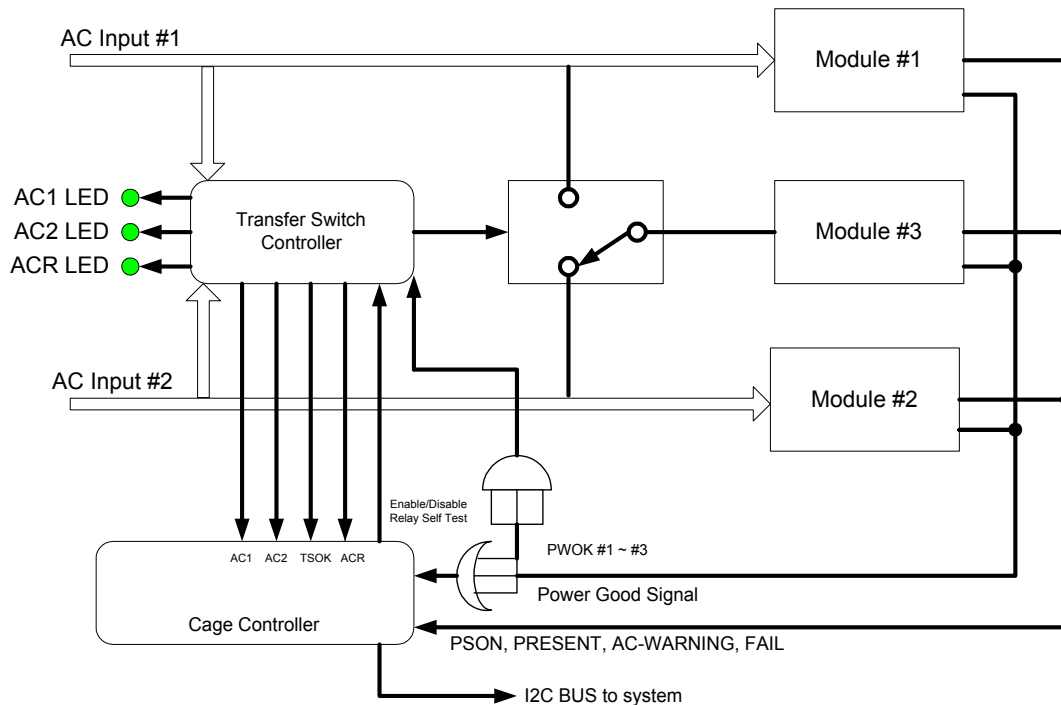 AC Input #1
Module #1
AC1 LED
AC2 LED
ACR LED
Transfer Switch
Controller
Module #3
AC Input #2
Module #2
Enable/Disable
Relay Self Test
PWOK #1 ~ #3
AC1 AC2 TSOK ACR
Power Good Signal
Cage Controller
PSON, PRESENT, AC-WARNING, FAIL
I2C BUS to system